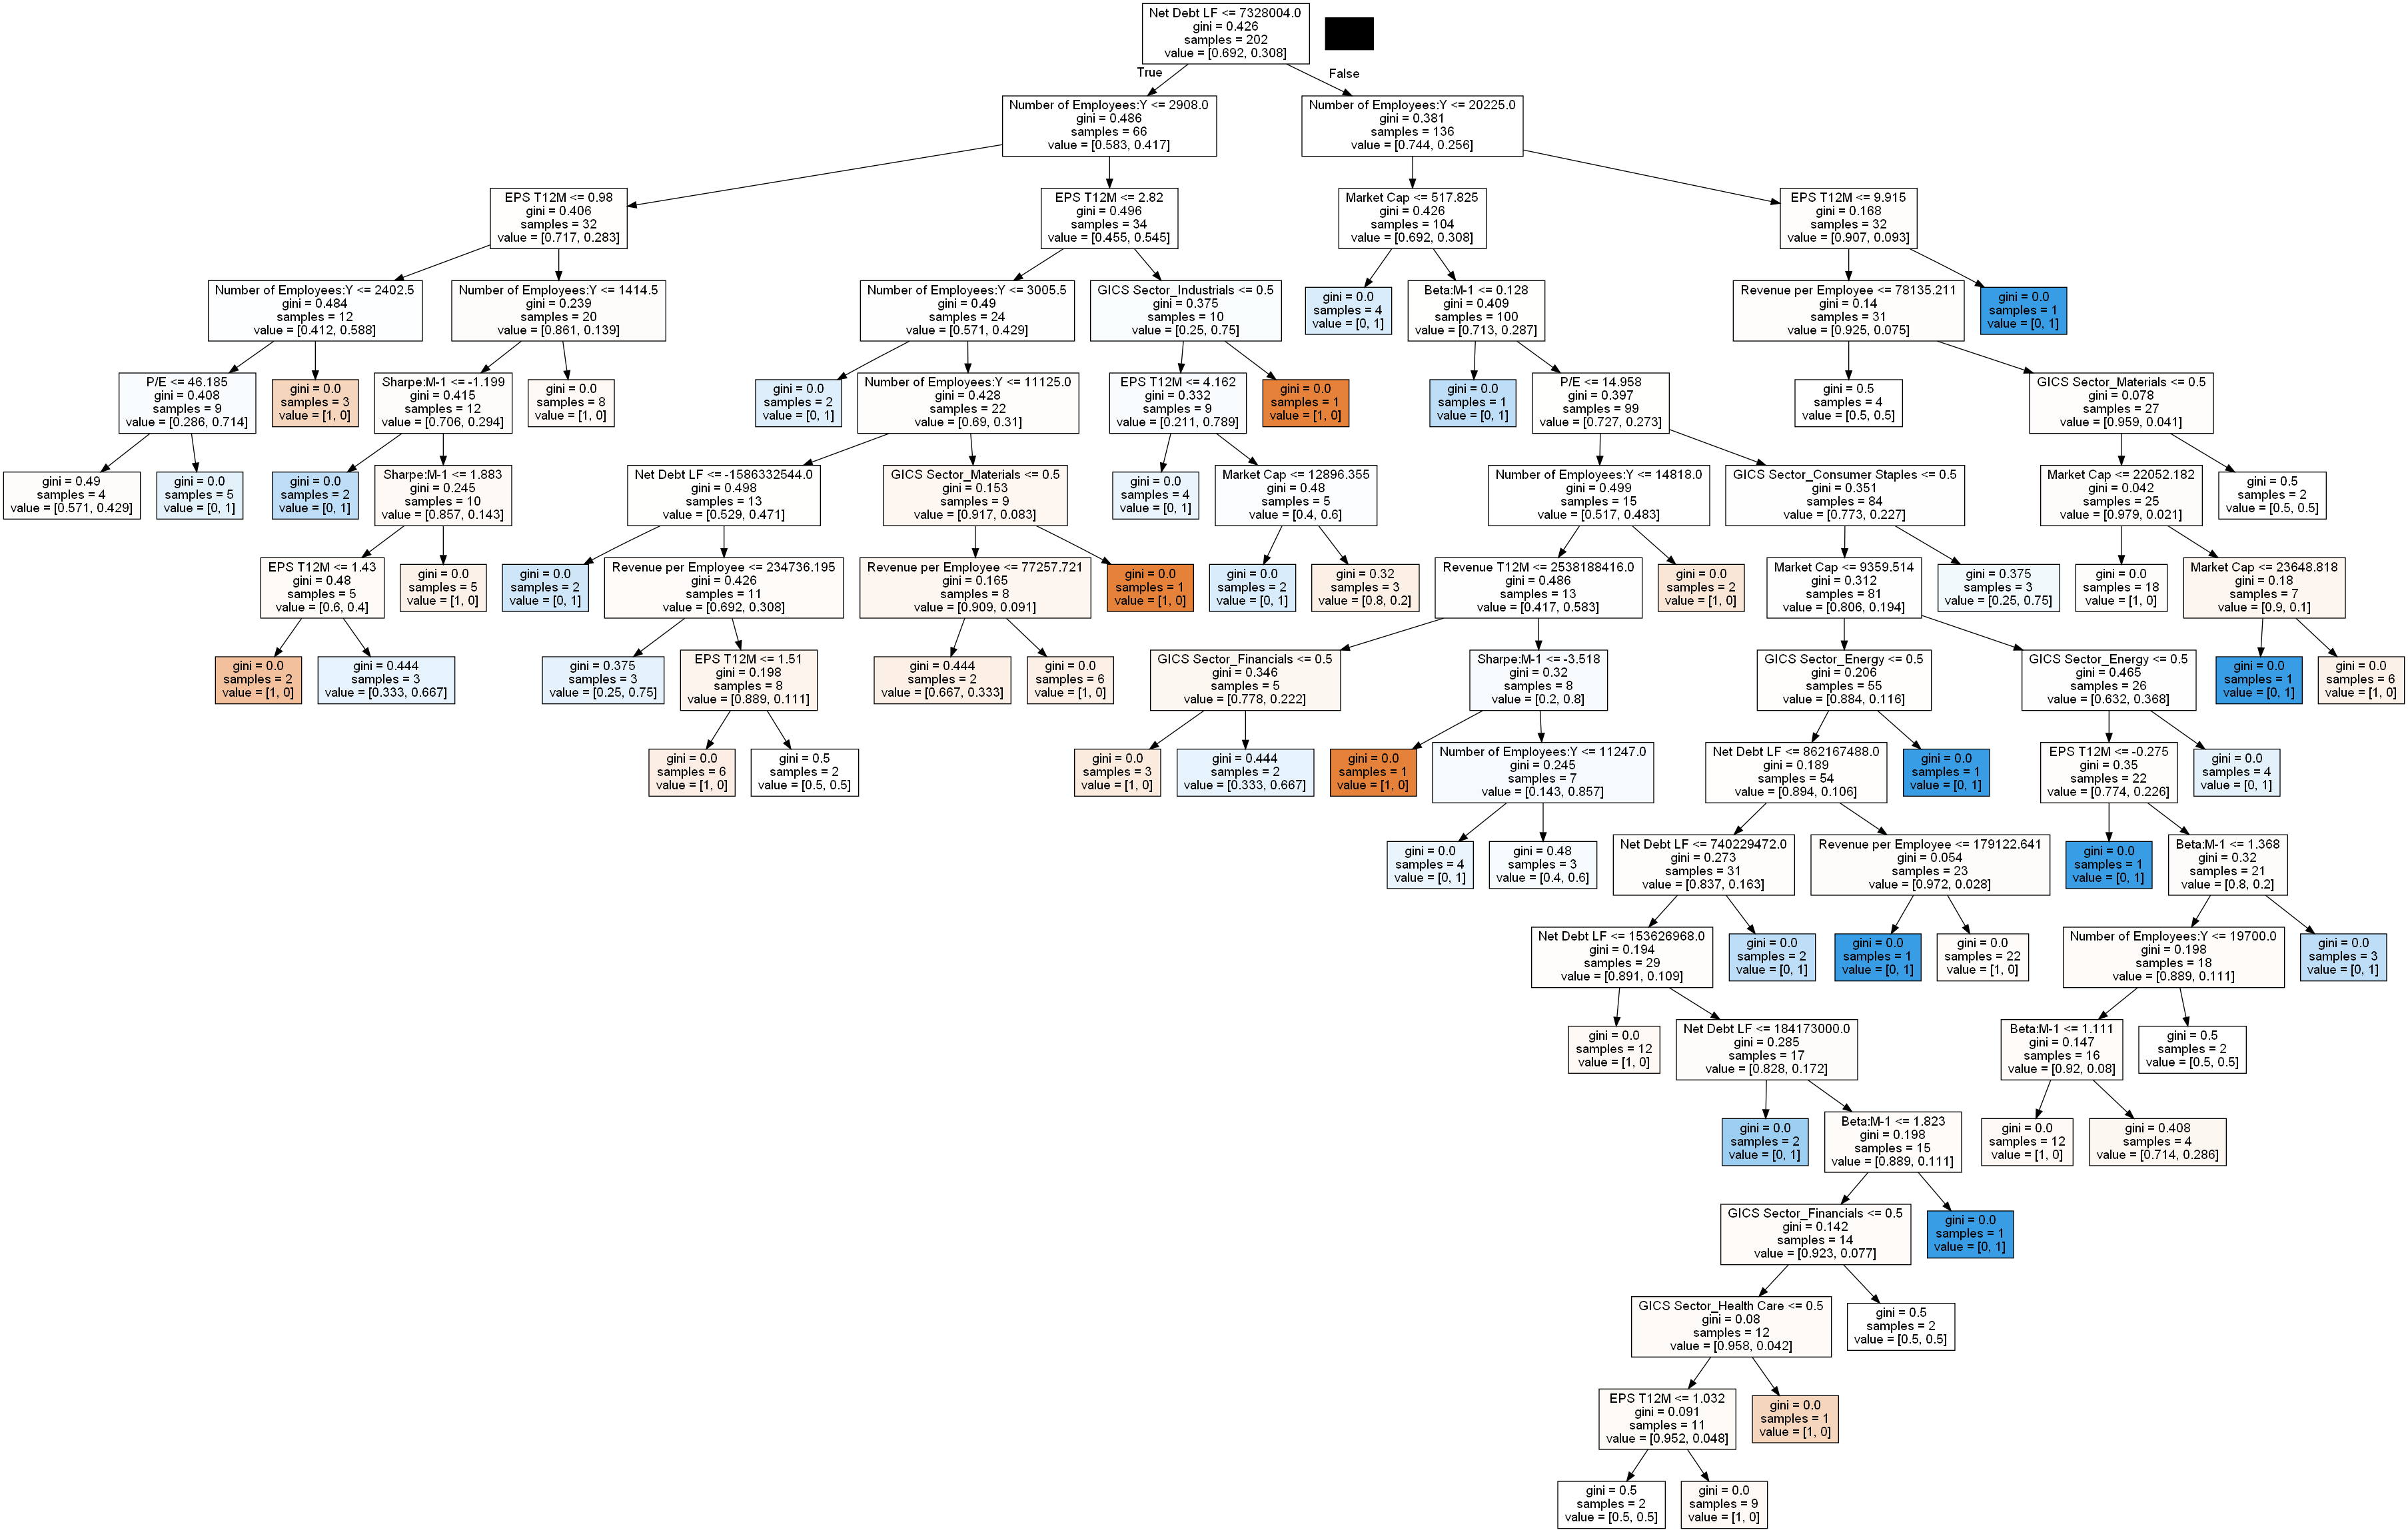 Net Debt LF <= 7328004.0
gini = 0.426
samples = 202
value = [0.692, 0.308]
True
False
Number of Employees:Y <= 2908.0
gini = 0.486
samples = 66
value = [0.583, 0.417]
Number of Employees:Y <= 20225.0
gini = 0.381
samples = 136
value = [0.744, 0.256]
EPS T12M <= 0.98
gini = 0.406
samples = 32
value = [0.717, 0.283]
EPS T12M <= 2.82
gini = 0.496
samples = 34
value = [0.455, 0.545]
Market Cap <= 517.825
gini = 0.426
samples = 104
value = [0.692, 0.308]
EPS T12M <= 9.915
gini = 0.168
samples = 32
value = [0.907, 0.093]
Number of Employees:Y <= 2402.5
gini = 0.484
samples = 12
value = [0.412, 0.588]
Number of Employees:Y <= 1414.5
gini = 0.239
samples = 20
value = [0.861, 0.139]
Number of Employees:Y <= 3005.5
gini = 0.49
samples = 24
value = [0.571, 0.429]
GICS Sector_Industrials <= 0.5
gini = 0.375
samples = 10
value = [0.25, 0.75]
gini = 0.0
samples = 4
value = [0, 1]
Beta:M-1 <= 0.128
gini = 0.409
samples = 100
value = [0.713, 0.287]
Revenue per Employee <= 78135.211
gini = 0.14
samples = 31
value = [0.925, 0.075]
gini = 0.0
samples = 1
value = [0, 1]
P/E <= 46.185
gini = 0.408
samples = 9
value = [0.286, 0.714]
gini = 0.0
samples = 3
value = [1, 0]
Sharpe:M-1 <= -1.199
gini = 0.415
samples = 12
value = [0.706, 0.294]
gini = 0.0
samples = 8
value = [1, 0]
gini = 0.0
samples = 2
value = [0, 1]
Number of Employees:Y <= 11125.0
gini = 0.428
samples = 22
value = [0.69, 0.31]
EPS T12M <= 4.162
gini = 0.332
samples = 9
value = [0.211, 0.789]
gini = 0.0
samples = 1
value = [1, 0]
gini = 0.0
samples = 1
value = [0, 1]
P/E <= 14.958
gini = 0.397
samples = 99
value = [0.727, 0.273]
gini = 0.5
samples = 4
value = [0.5, 0.5]
GICS Sector_Materials <= 0.5
gini = 0.078
samples = 27
value = [0.959, 0.041]
gini = 0.49
samples = 4
value = [0.571, 0.429]
gini = 0.0
samples = 5
value = [0, 1]
gini = 0.0
samples = 2
value = [0, 1]
Sharpe:M-1 <= 1.883
gini = 0.245
samples = 10
value = [0.857, 0.143]
Net Debt LF <= -1586332544.0
gini = 0.498
samples = 13
value = [0.529, 0.471]
GICS Sector_Materials <= 0.5
gini = 0.153
samples = 9
value = [0.917, 0.083]
gini = 0.0
samples = 4
value = [0, 1]
Market Cap <= 12896.355
gini = 0.48
samples = 5
value = [0.4, 0.6]
Number of Employees:Y <= 14818.0
gini = 0.499
samples = 15
value = [0.517, 0.483]
GICS Sector_Consumer Staples <= 0.5
gini = 0.351
samples = 84
value = [0.773, 0.227]
Market Cap <= 22052.182
gini = 0.042
samples = 25
value = [0.979, 0.021]
gini = 0.5
samples = 2
value = [0.5, 0.5]
EPS T12M <= 1.43
gini = 0.48
samples = 5
value = [0.6, 0.4]
gini = 0.0
samples = 5
value = [1, 0]
gini = 0.0
samples = 2
value = [0, 1]
Revenue per Employee <= 234736.195
gini = 0.426
samples = 11
value = [0.692, 0.308]
Revenue per Employee <= 77257.721
gini = 0.165
samples = 8
value = [0.909, 0.091]
gini = 0.0
samples = 1
value = [1, 0]
gini = 0.0
samples = 2
value = [0, 1]
gini = 0.32
samples = 3
value = [0.8, 0.2]
Revenue T12M <= 2538188416.0
gini = 0.486
samples = 13
value = [0.417, 0.583]
gini = 0.0
samples = 2
value = [1, 0]
Market Cap <= 9359.514
gini = 0.312
samples = 81
value = [0.806, 0.194]
gini = 0.375
samples = 3
value = [0.25, 0.75]
gini = 0.0
samples = 18
value = [1, 0]
Market Cap <= 23648.818
gini = 0.18
samples = 7
value = [0.9, 0.1]
gini = 0.0
samples = 2
value = [1, 0]
gini = 0.444
samples = 3
value = [0.333, 0.667]
gini = 0.375
samples = 3
value = [0.25, 0.75]
EPS T12M <= 1.51
gini = 0.198
samples = 8
value = [0.889, 0.111]
gini = 0.444
samples = 2
value = [0.667, 0.333]
gini = 0.0
samples = 6
value = [1, 0]
GICS Sector_Financials <= 0.5
gini = 0.346
samples = 5
value = [0.778, 0.222]
Sharpe:M-1 <= -3.518
gini = 0.32
samples = 8
value = [0.2, 0.8]
GICS Sector_Energy <= 0.5
gini = 0.206
samples = 55
value = [0.884, 0.116]
GICS Sector_Energy <= 0.5
gini = 0.465
samples = 26
value = [0.632, 0.368]
gini = 0.0
samples = 1
value = [0, 1]
gini = 0.0
samples = 6
value = [1, 0]
gini = 0.0
samples = 6
value = [1, 0]
gini = 0.5
samples = 2
value = [0.5, 0.5]
gini = 0.0
samples = 3
value = [1, 0]
gini = 0.444
samples = 2
value = [0.333, 0.667]
gini = 0.0
samples = 1
value = [1, 0]
Number of Employees:Y <= 11247.0
gini = 0.245
samples = 7
value = [0.143, 0.857]
Net Debt LF <= 862167488.0
gini = 0.189
samples = 54
value = [0.894, 0.106]
gini = 0.0
samples = 1
value = [0, 1]
EPS T12M <= -0.275
gini = 0.35
samples = 22
value = [0.774, 0.226]
gini = 0.0
samples = 4
value = [0, 1]
gini = 0.0
samples = 4
value = [0, 1]
gini = 0.48
samples = 3
value = [0.4, 0.6]
Net Debt LF <= 740229472.0
gini = 0.273
samples = 31
value = [0.837, 0.163]
Revenue per Employee <= 179122.641
gini = 0.054
samples = 23
value = [0.972, 0.028]
gini = 0.0
samples = 1
value = [0, 1]
Beta:M-1 <= 1.368
gini = 0.32
samples = 21
value = [0.8, 0.2]
Net Debt LF <= 153626968.0
gini = 0.194
samples = 29
value = [0.891, 0.109]
gini = 0.0
samples = 2
value = [0, 1]
gini = 0.0
samples = 1
value = [0, 1]
gini = 0.0
samples = 22
value = [1, 0]
Number of Employees:Y <= 19700.0
gini = 0.198
samples = 18
value = [0.889, 0.111]
gini = 0.0
samples = 3
value = [0, 1]
gini = 0.0
samples = 12
value = [1, 0]
Net Debt LF <= 184173000.0
gini = 0.285
samples = 17
value = [0.828, 0.172]
Beta:M-1 <= 1.111
gini = 0.147
samples = 16
value = [0.92, 0.08]
gini = 0.5
samples = 2
value = [0.5, 0.5]
gini = 0.0
samples = 2
value = [0, 1]
Beta:M-1 <= 1.823
gini = 0.198
samples = 15
value = [0.889, 0.111]
gini = 0.0
samples = 12
value = [1, 0]
gini = 0.408
samples = 4
value = [0.714, 0.286]
GICS Sector_Financials <= 0.5
gini = 0.142
samples = 14
value = [0.923, 0.077]
gini = 0.0
samples = 1
value = [0, 1]
GICS Sector_Health Care <= 0.5
gini = 0.08
samples = 12
value = [0.958, 0.042]
gini = 0.5
samples = 2
value = [0.5, 0.5]
EPS T12M <= 1.032
gini = 0.091
samples = 11
value = [0.952, 0.048]
gini = 0.0
samples = 1
value = [1, 0]
gini = 0.5
samples = 2
value = [0.5, 0.5]
gini = 0.0
samples = 9
value = [1, 0]